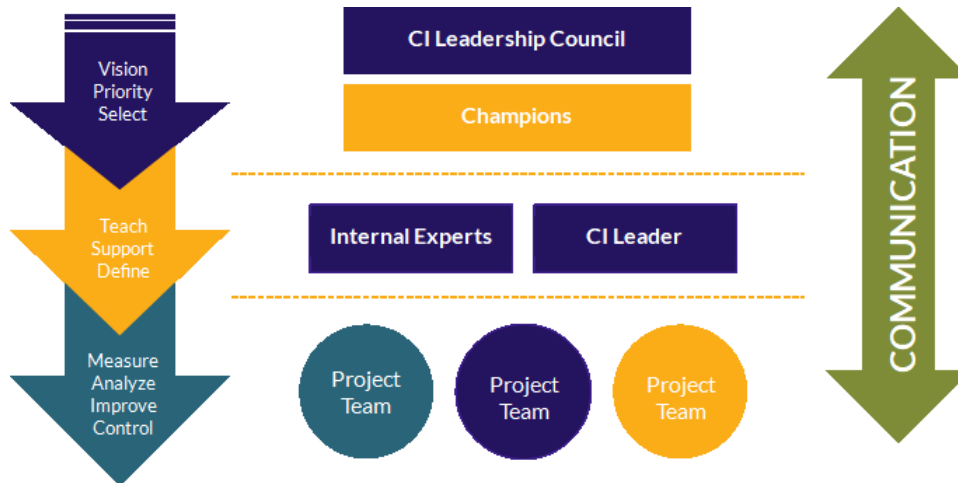 Vision
Priority
Select
CI Leadership Council
Champions
Teach
Support
Define
Internal Experts
CI Leader
Measure
Analyze
Improve
Control
Project
Team
Project
Team
Project
Team
COMMUNICATION